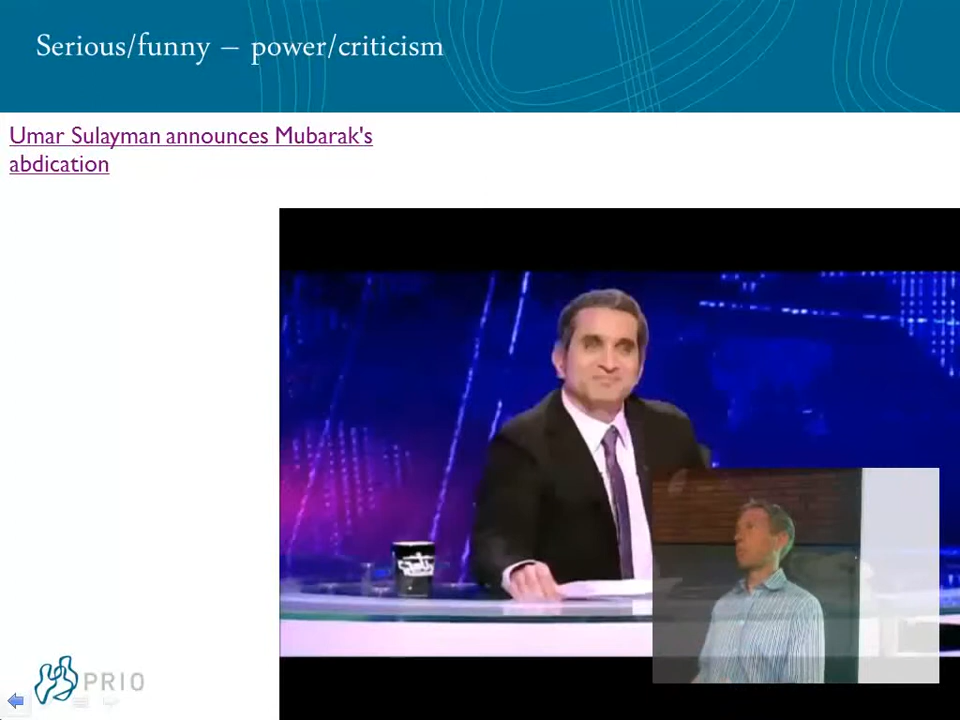 Serious/funny – power/criticism
Umar Sulayman announces Mubarak's
abdication
PRIO